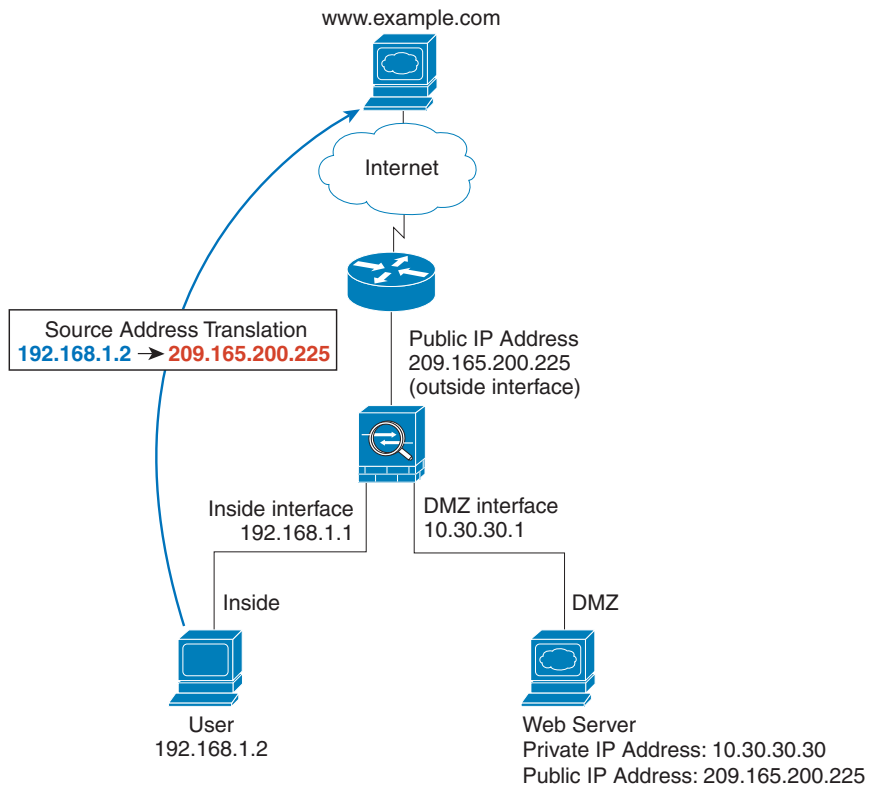 www.example.com
Internet
Source Address Translation
192.168.1.2 → 209.165.200.225
Public IP Address
209.165.200.225
(outside interface)
Inside interface
192.168.1.1
DMZ interface
10.30.30.1
Inside
DMZ
User
192.168.1.2
Web Server
Private IP Address: 10.30.30.30
Public IP Address: 209.165.200.225